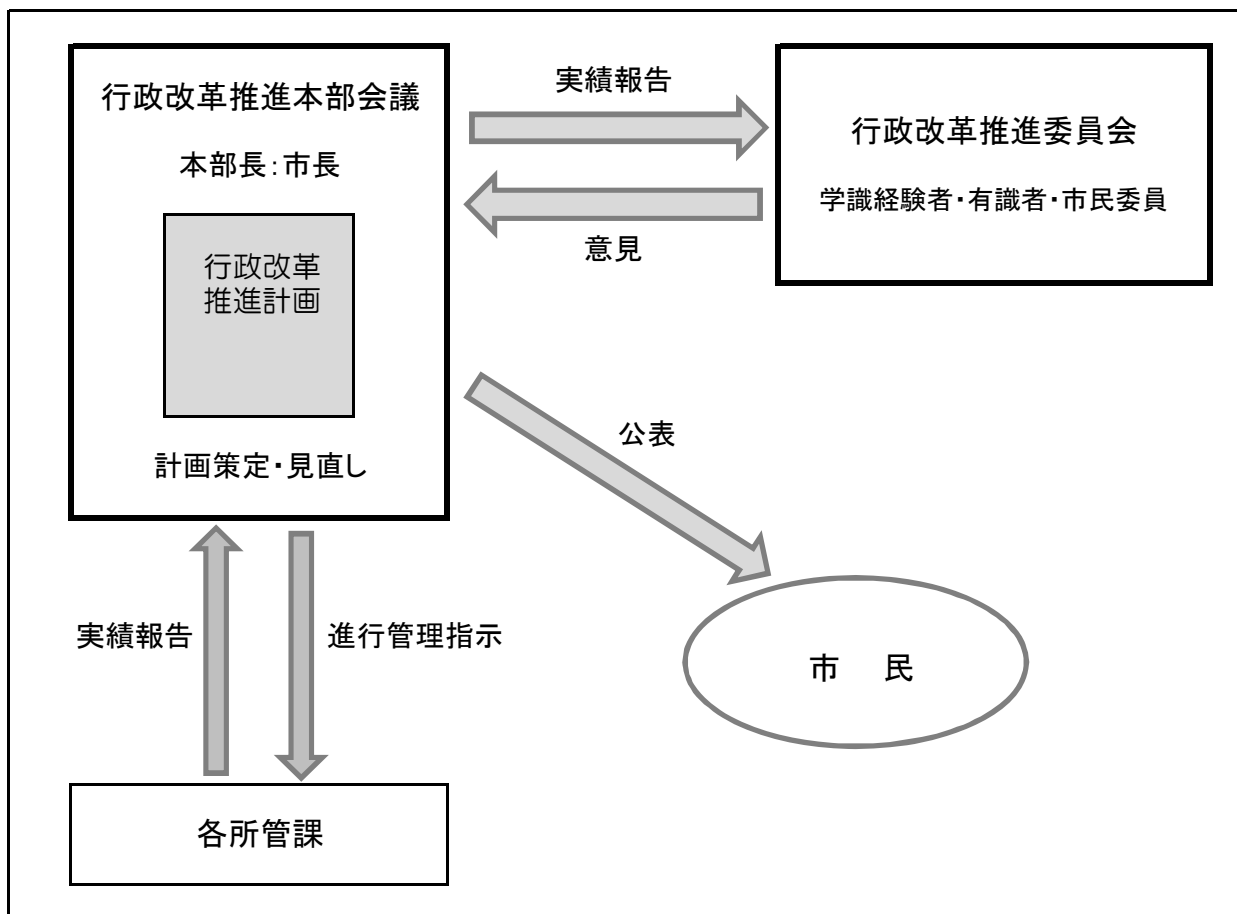 行政改革推進本部会議
本部長：市長
行政改革
推進計画
計画策定・見直し
実績報告
意見
行政改革推進委員会
学識経験者・有識者・市民委員
公表
実績報告
進行管理指示
市　民
各所管課